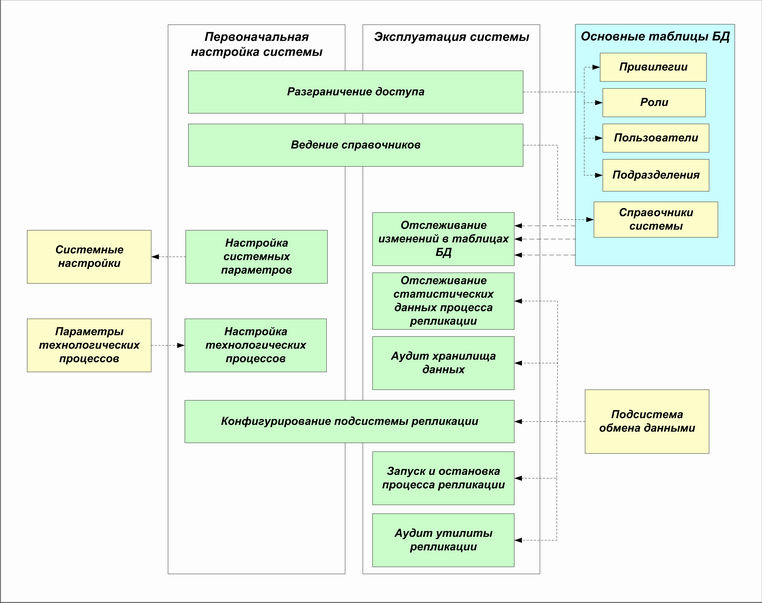 Первоначальная
настройка системы
Эксплуатация системы
Основные таблицы БД
Привилегии
Разграничение доступа
Роли
Пользователи
Ведение справочников
Подразделения
Справочники
системы
Отслеживание
изменений в таблицах
БД
Системные
настройки
Настройка
системных
параметров
Отслеживание
статистических
данных процесса
репликации
Параметры
технологических
процессов
Настройка
технологических
процессов
Аудит хранилища
данных
Конфигурирование подсистемы репликации
Подсистема
обмена данными
Запуск и остановка
процесса репликации
Аудит утилиты
репликации